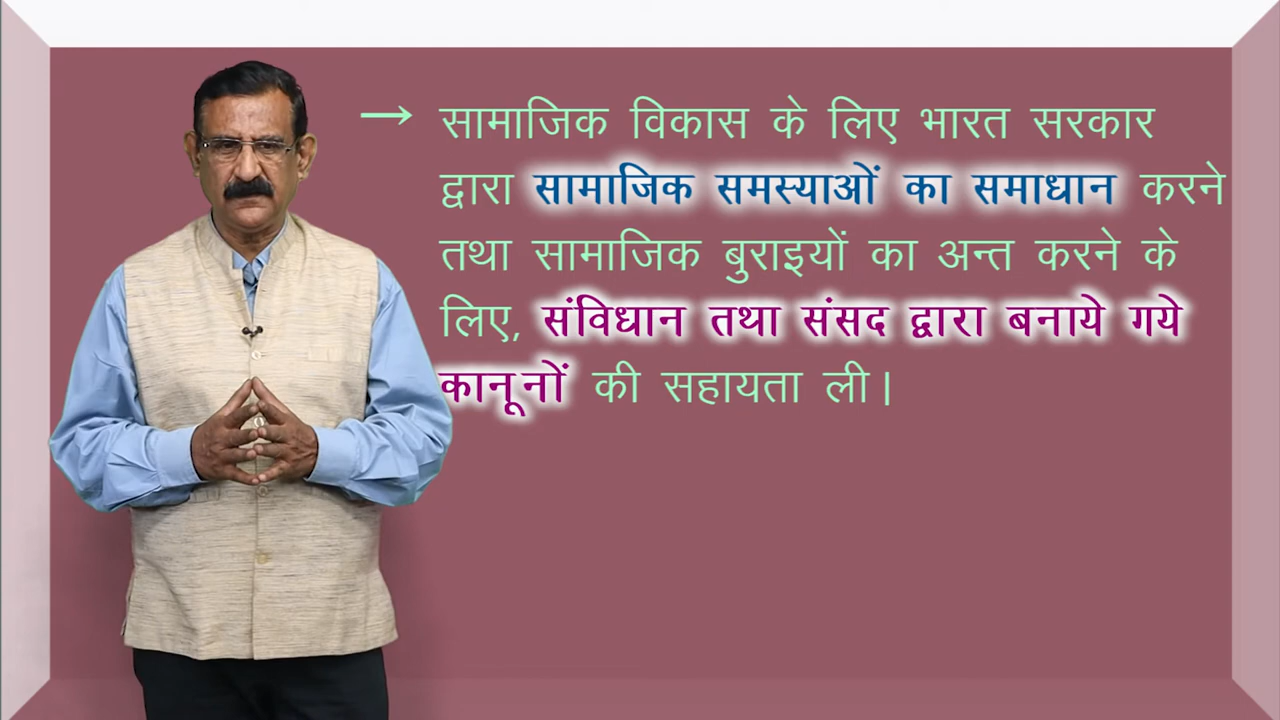 → सामाजिक विकास के लिए भारत सरकार
द्वारा सामाजिक समस्याओं का समाधान करने
तथा सामाजिक बुराइयों का अन्त करने के
लिए, संविधान तथा संसद द्वारा बनाये गये
कानूनों की सहायता ली।